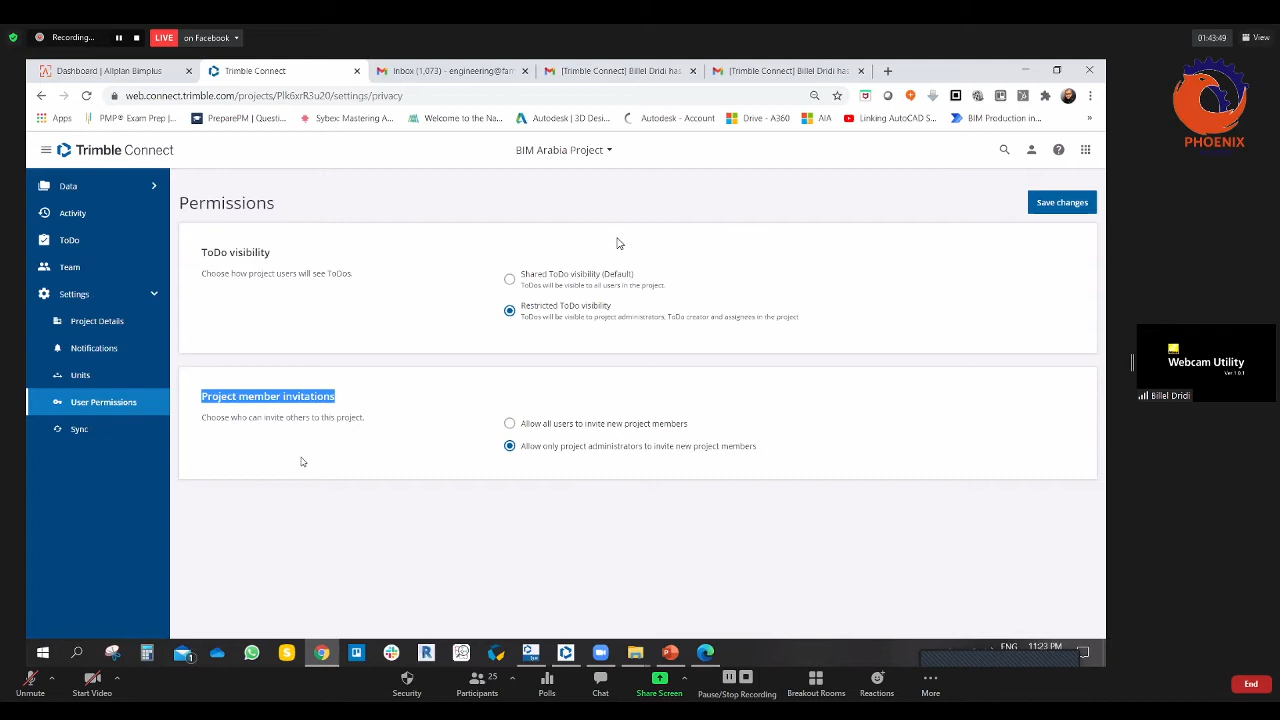 Recording...
LIVE
on Facebook
01:43:49
View
Dashboard | Allplan Bimplus
Trimble Connect
Inbox (1,073) - engineering@far
[Trimble Connect] Billel Dridi has
[Trimble Connect] Billel Dridi has
web.connect.trimble.com/projects/Plk6xrR3u20/settings/privacy
Apps
PMP® Exam Prep |...
PreparePM | Questi...
Sybex: Mastering A...
Welcome to the Na...
Autodesk | 3D Desi...
Autodesk - Account
Drive - A360
AIA
Linking AutoCAD S...
BIM Production in...
PHOENIX
Trimble Connect
BIM Arabia Project
Data
Activity
ToDo
Team
Settings
Project Details
Notifications
Units
User Permissions
Sync
Permissions
Save changes
ToDo visibility
Choose how project users will see ToDos.
Shared ToDo visibility (Default)
ToDos will be visible to all users in the project.
Restricted ToDo visibility
ToDos will be visible to project administrators, ToDo creator and assignees in the project
Project member invitations
Choose who can invite others to this project.
Allow all users to invite new project members
Allow only project administrators to invite new project members
Webcam Utility
Ver 1.0.1
Billel Dridi
ENG
11:23 PM
Unmute
Start Video
Security
Participants
25
Polls
Chat
Share Screen
Pause/Stop Recording
Breakout Rooms
Reactions
More
End